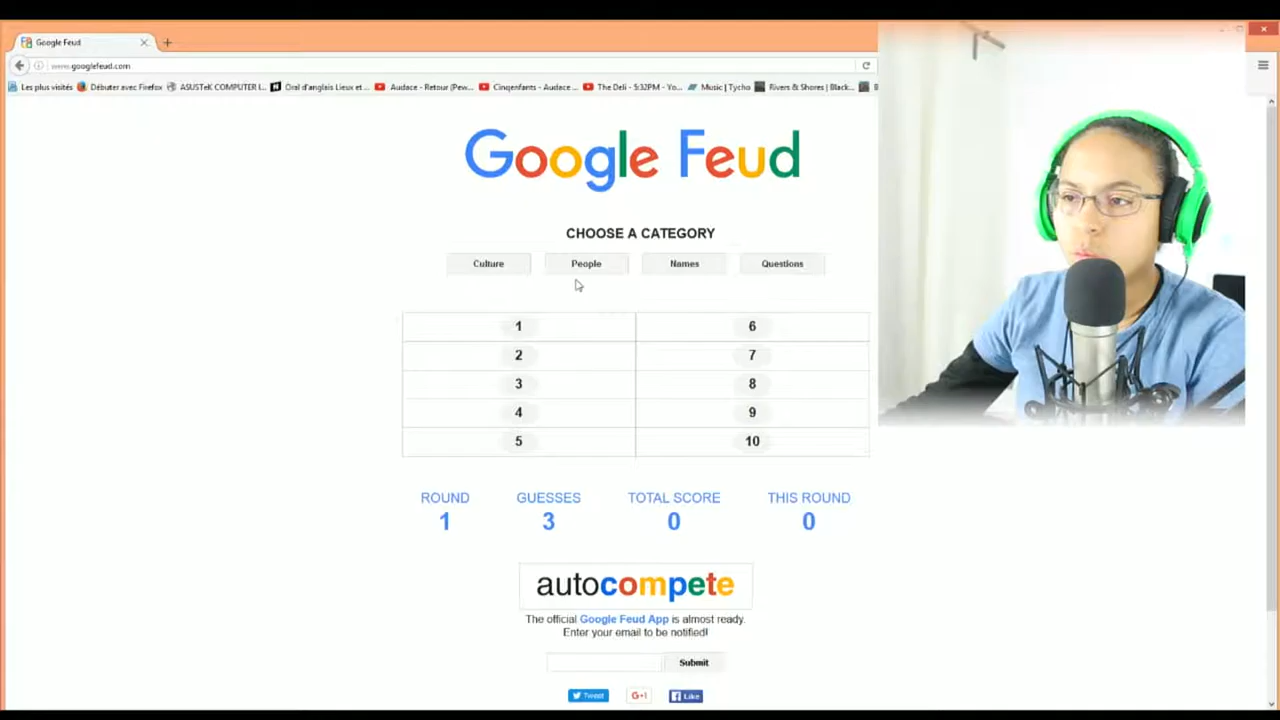 Google Feud
www.googlefeud.com
Les plus visités Débuter avec Firefox ASUSTeK COMPUTER I... Oral d'anglais Lieux et ... Audace - Retour (Pew... Cinqenfants - Audace ... The Deli - 5:32PM - Yo... Music | Tycho Rivers & Shores | Black...
Google Feud
CHOOSE A CATEGORY
Culture People Names Questions
1 6
2 7
3 8
4 9
5 10
ROUND GUESSES TOTAL SCORE THIS ROUND
1 3 0 0
autocompete
The official Google Feud App is almost ready.
Enter your email to be notified!
Submit
Tweet G+1 Like